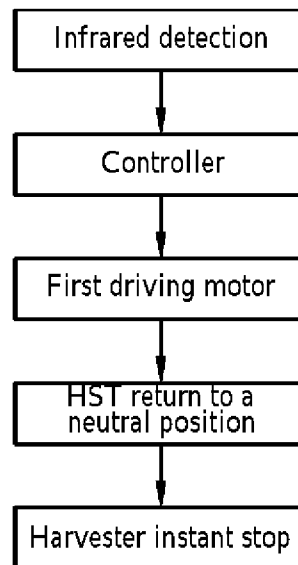 Infrared detection
Controller
First driving motor
HST return to a
neutral position
Harvester instant stop